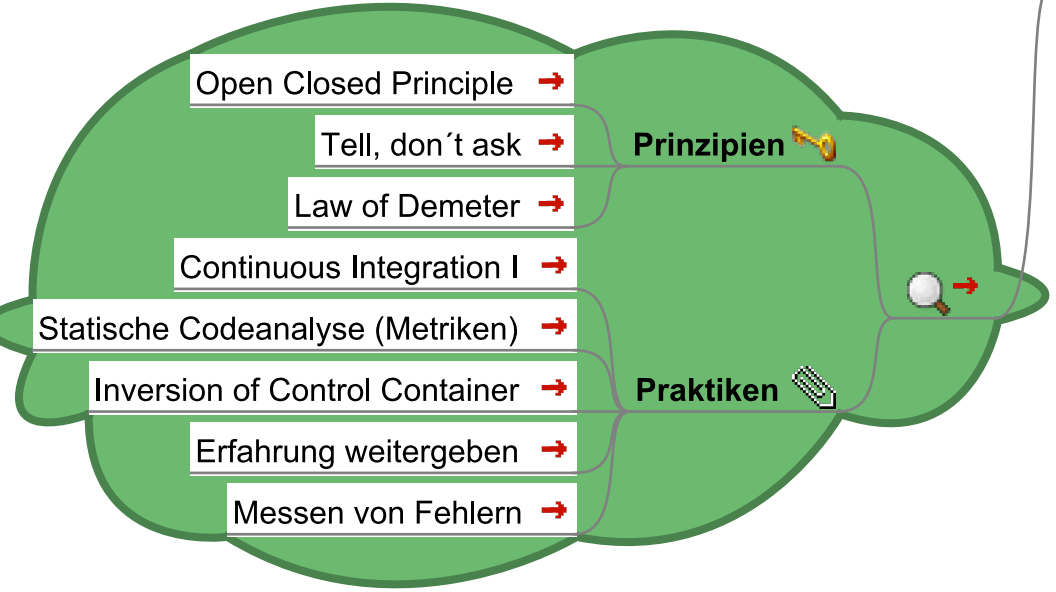 Open Closed Principle
Tell, don´t ask
Law of Demeter
Prinzipien
Continuous Integration I
Statische Codeanalyse (Metriken)
Inversion of Control Container
Erfahrung weitergeben
Messen von Fehlern
Praktiken